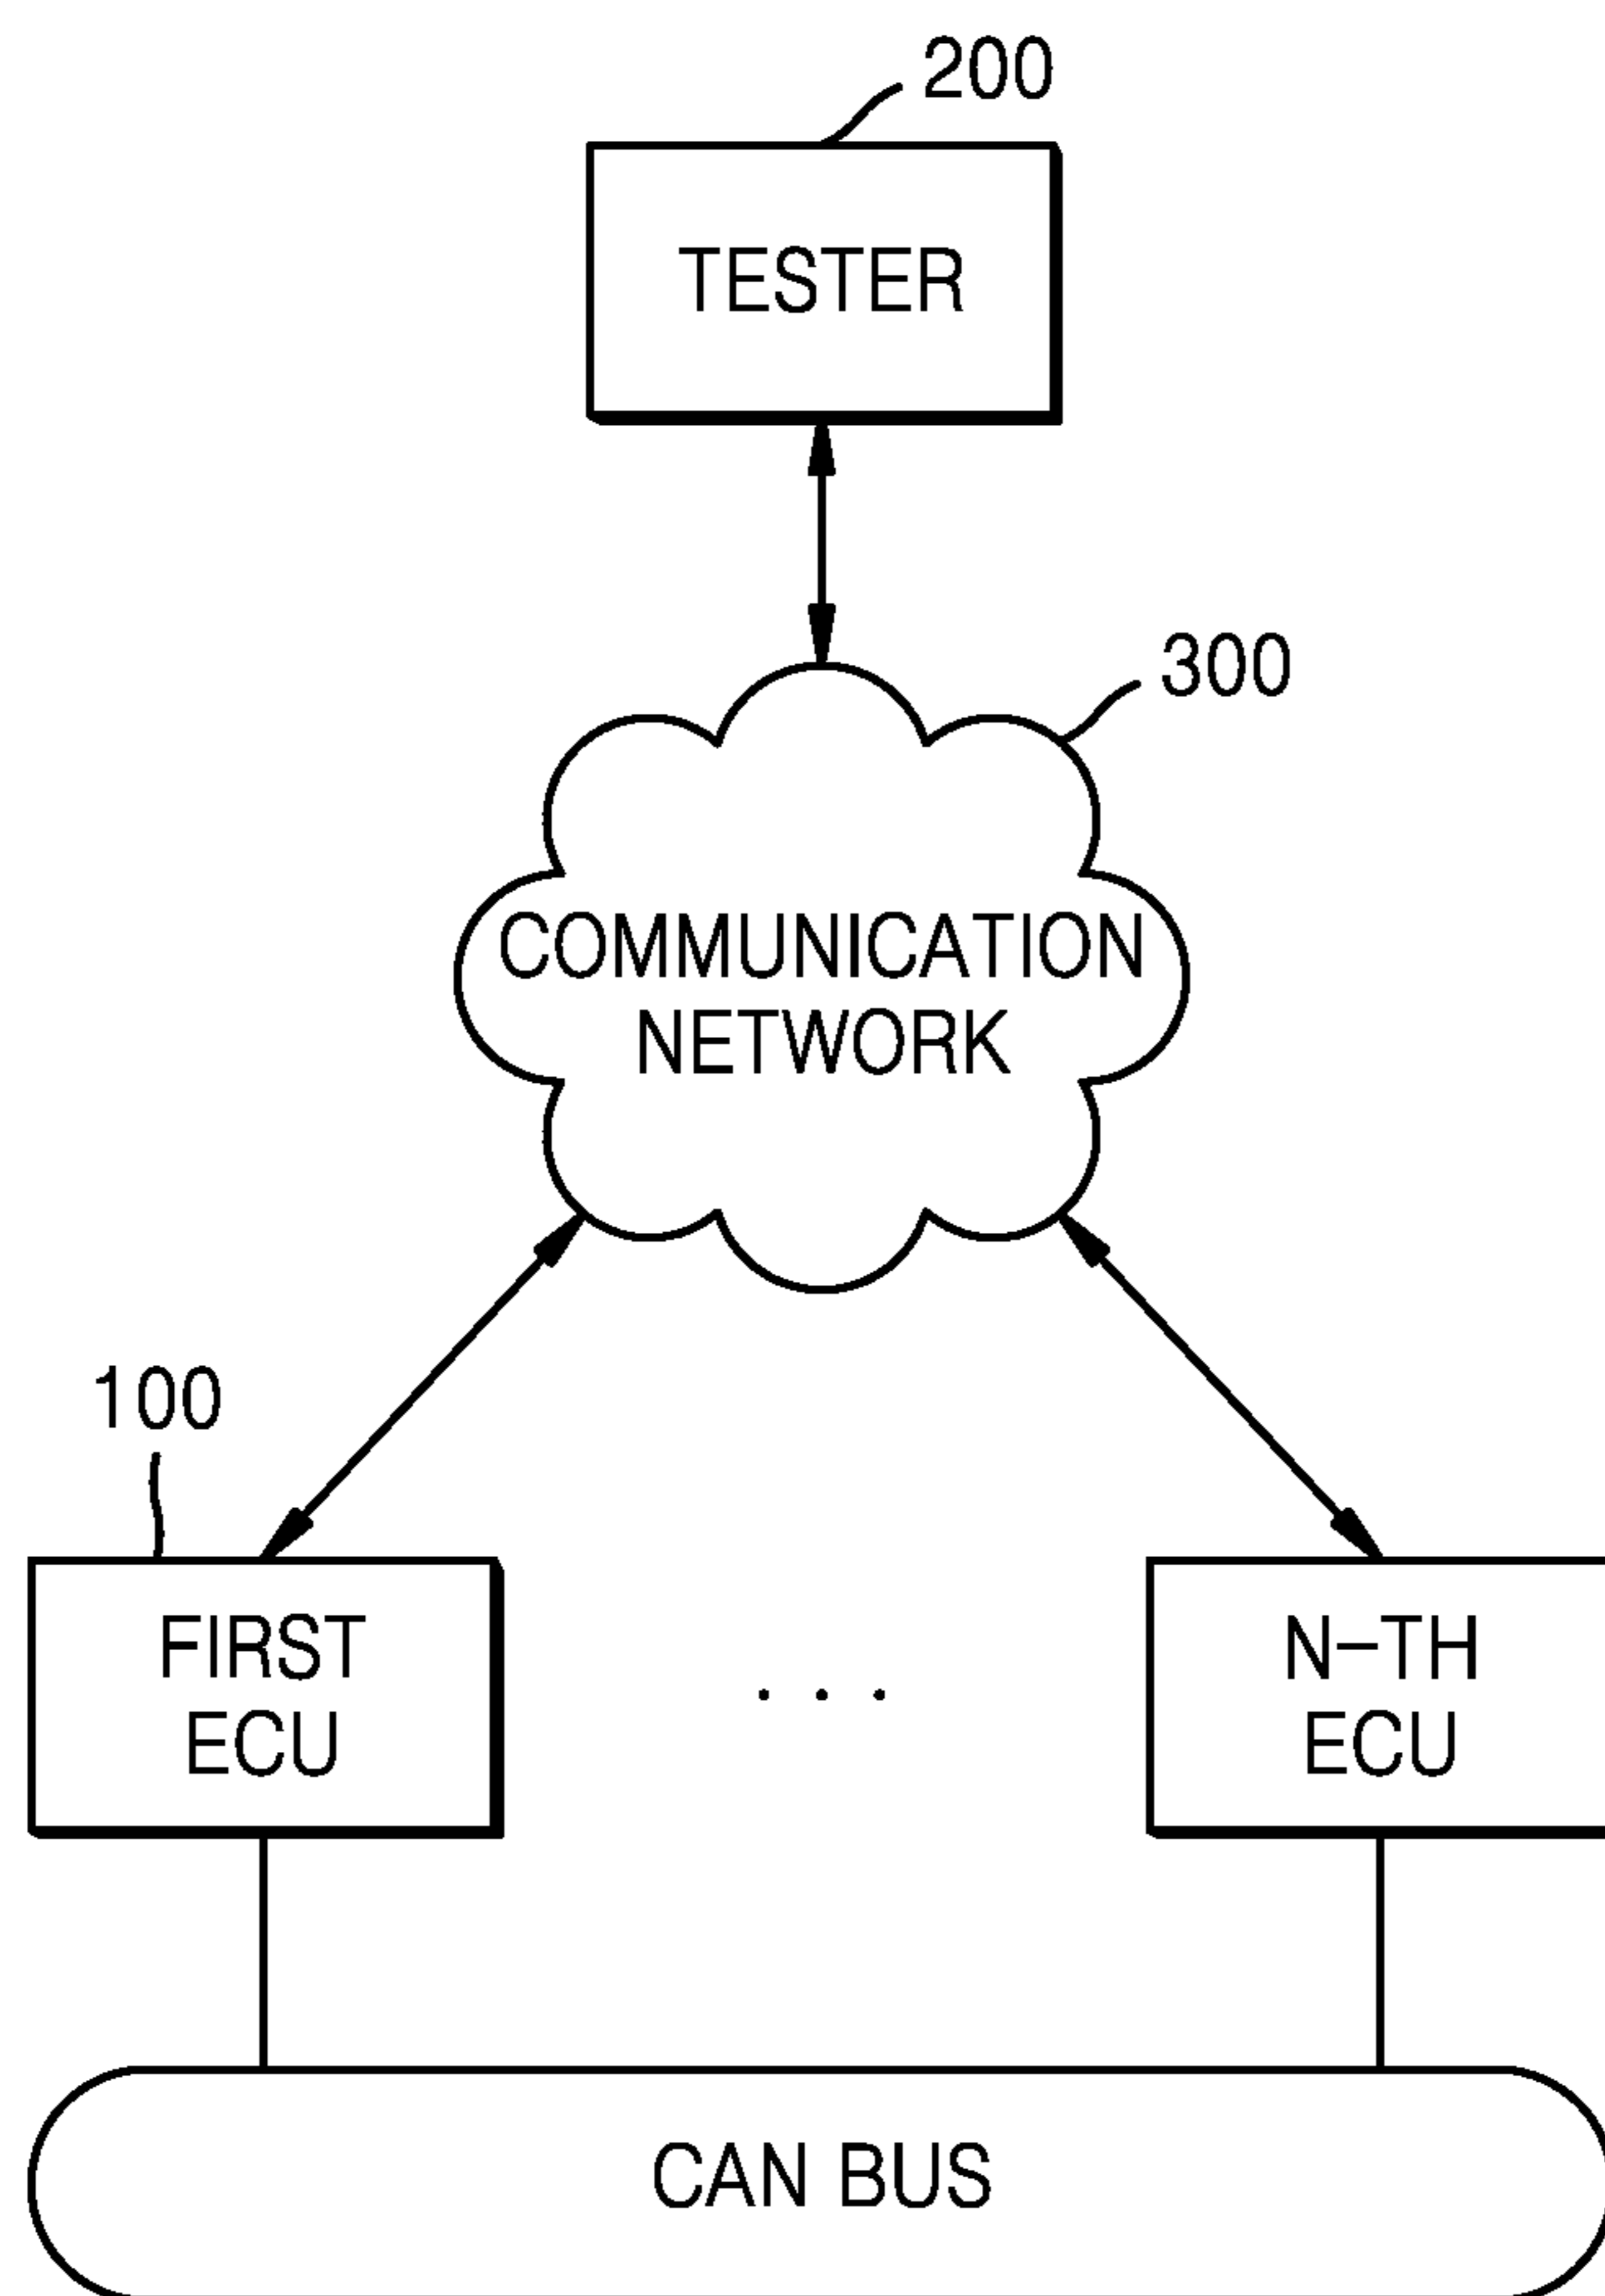 200
TESTER
300
COMMUNICATION
NETWORK
100
FIRST
ECU
. . .
N-TH
ECU
CAN BUS